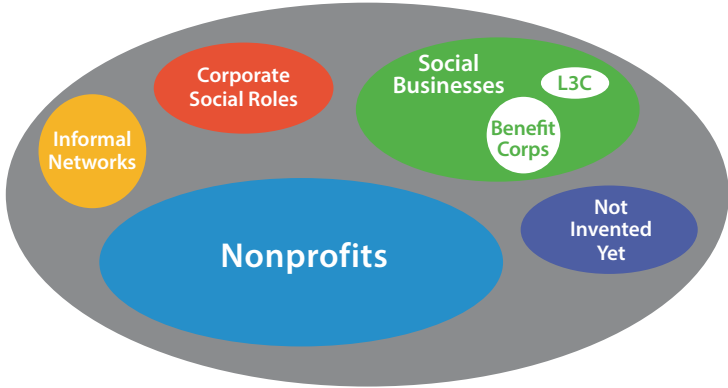 Corporate
Social Roles
Social
Businesses
L3C
Benefit
Corps
Informal
Networks
Nonprofits
Not
Invented
Yet